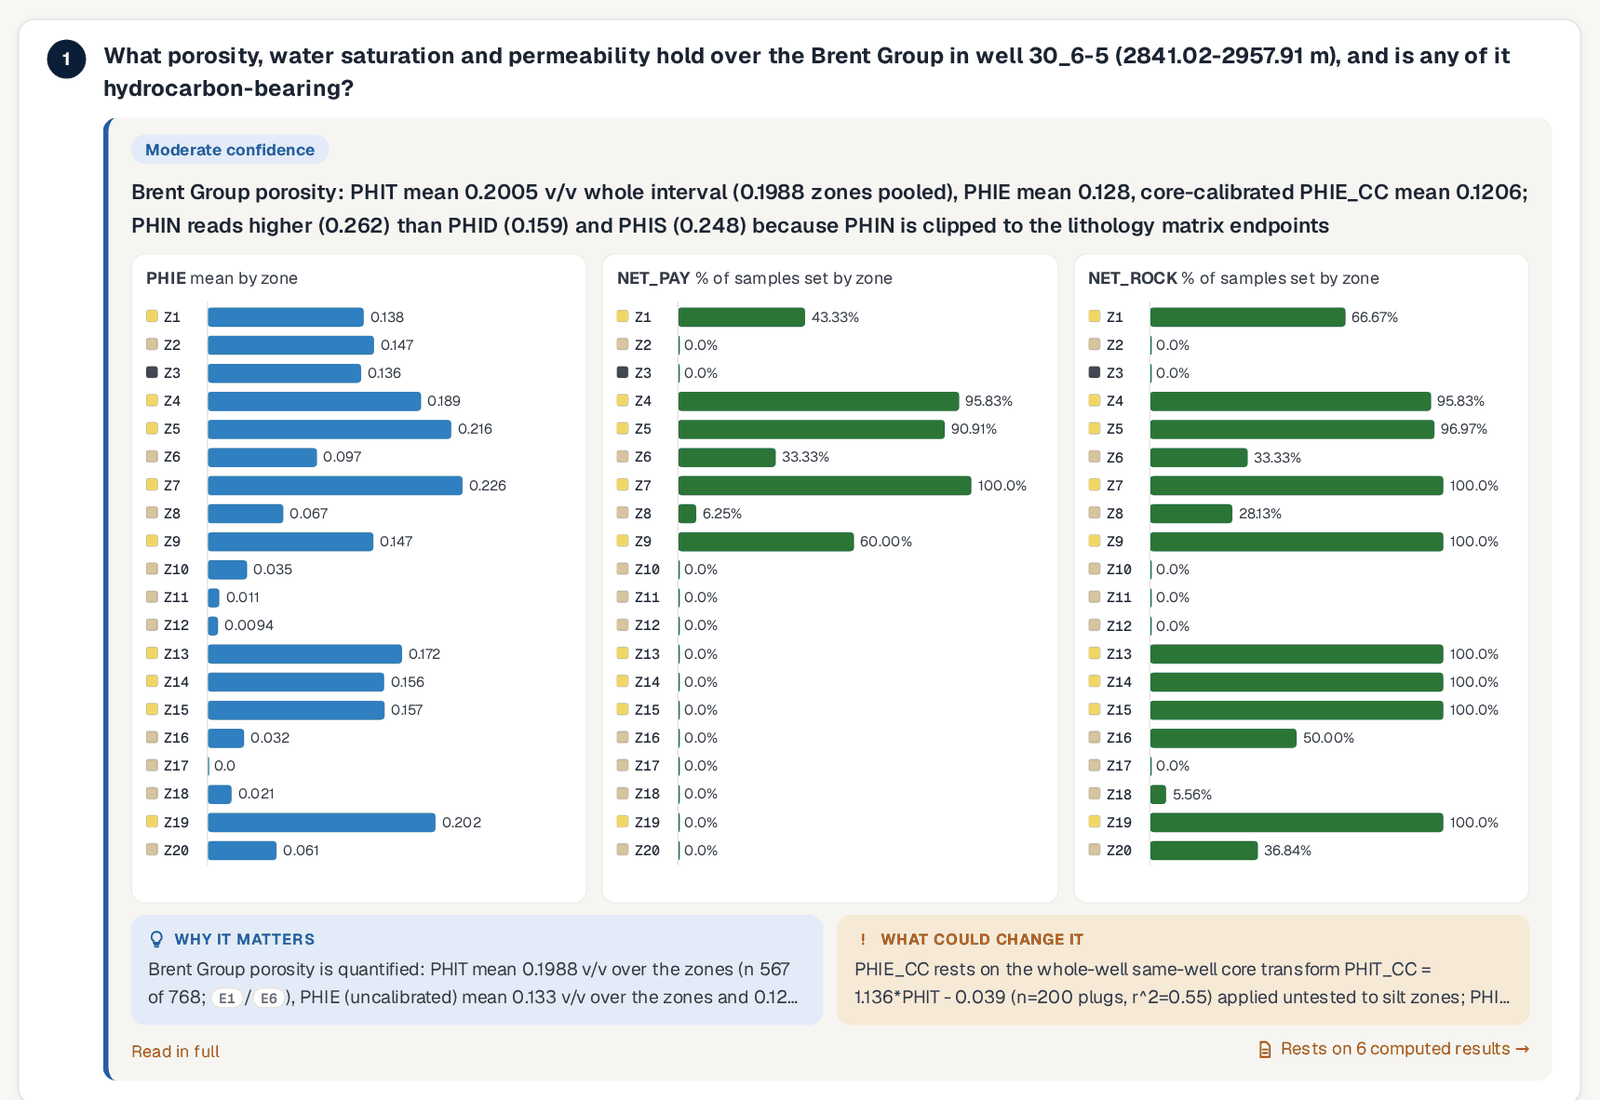 1
What porosity, water saturation and permeability hold over the Brent Group in well 30_6-5 (2841.02-2957.91 m), and is any of it
hydrocarbon-bearing?
Moderate confidence
Brent Group porosity: PHIT mean 0.2005 v/v whole interval (0.1988 zones pooled), PHIE mean 0.128, core-calibrated PHIE_CC mean 0.1206;
PHIN reads higher (0.262) than PHID (0.159) and PHIS (0.248) because PHIN is clipped to the lithology matrix endpoints
PHIE mean by zone
Z1 0.138
Z2 0.147
Z3 0.136
Z4 0.189
Z5 0.216
Z6 0.097
Z7 0.226
Z8 0.067
Z9 0.147
Z10 0.035
Z11 0.011
Z12 0.0094
Z13 0.172
Z14 0.156
Z15 0.157
Z16 0.032
Z17 0.0
Z18 0.021
Z19 0.202
Z20 0.061
NET_PAY % of samples set by zone
Z1 43.33%
Z2 0.0%
Z3 0.0%
Z4 95.83%
Z5 90.91%
Z6 33.33%
Z7 100.0%
Z8 6.25%
Z9 60.00%
Z10 0.0%
Z11 0.0%
Z12 0.0%
Z13 0.0%
Z14 0.0%
Z15 0.0%
Z16 0.0%
Z17 0.0%
Z18 0.0%
Z19 0.0%
Z20 0.0%
NET_ROCK % of samples set by zone
Z1 66.67%
Z2 0.0%
Z3 0.0%
Z4 95.83%
Z5 96.97%
Z6 33.33%
Z7 100.0%
Z8 28.13%
Z9 100.0%
Z10 0.0%
Z11 0.0%
Z12 0.0%
Z13 100.0%
Z14 100.0%
Z15 100.0%
Z16 50.00%
Z17 0.0%
Z18 5.56%
Z19 100.0%
Z20 36.84%
WHY IT MATTERS
Brent Group porosity is quantified: PHIT mean 0.1988 v/v over the zones (n 567
of 768; E1 / E6), PHIE (uncalibrated) mean 0.133 v/v over the zones and 0.12...
! WHAT COULD CHANGE IT
PHIE_CC rests on the whole-well same-well core transform PHIT_CC =
1.136*PHIT - 0.039 (n=200 plugs, r^2=0.55) applied untested to silt zones; PHI...
Read in full
Rests on 6 computed results →